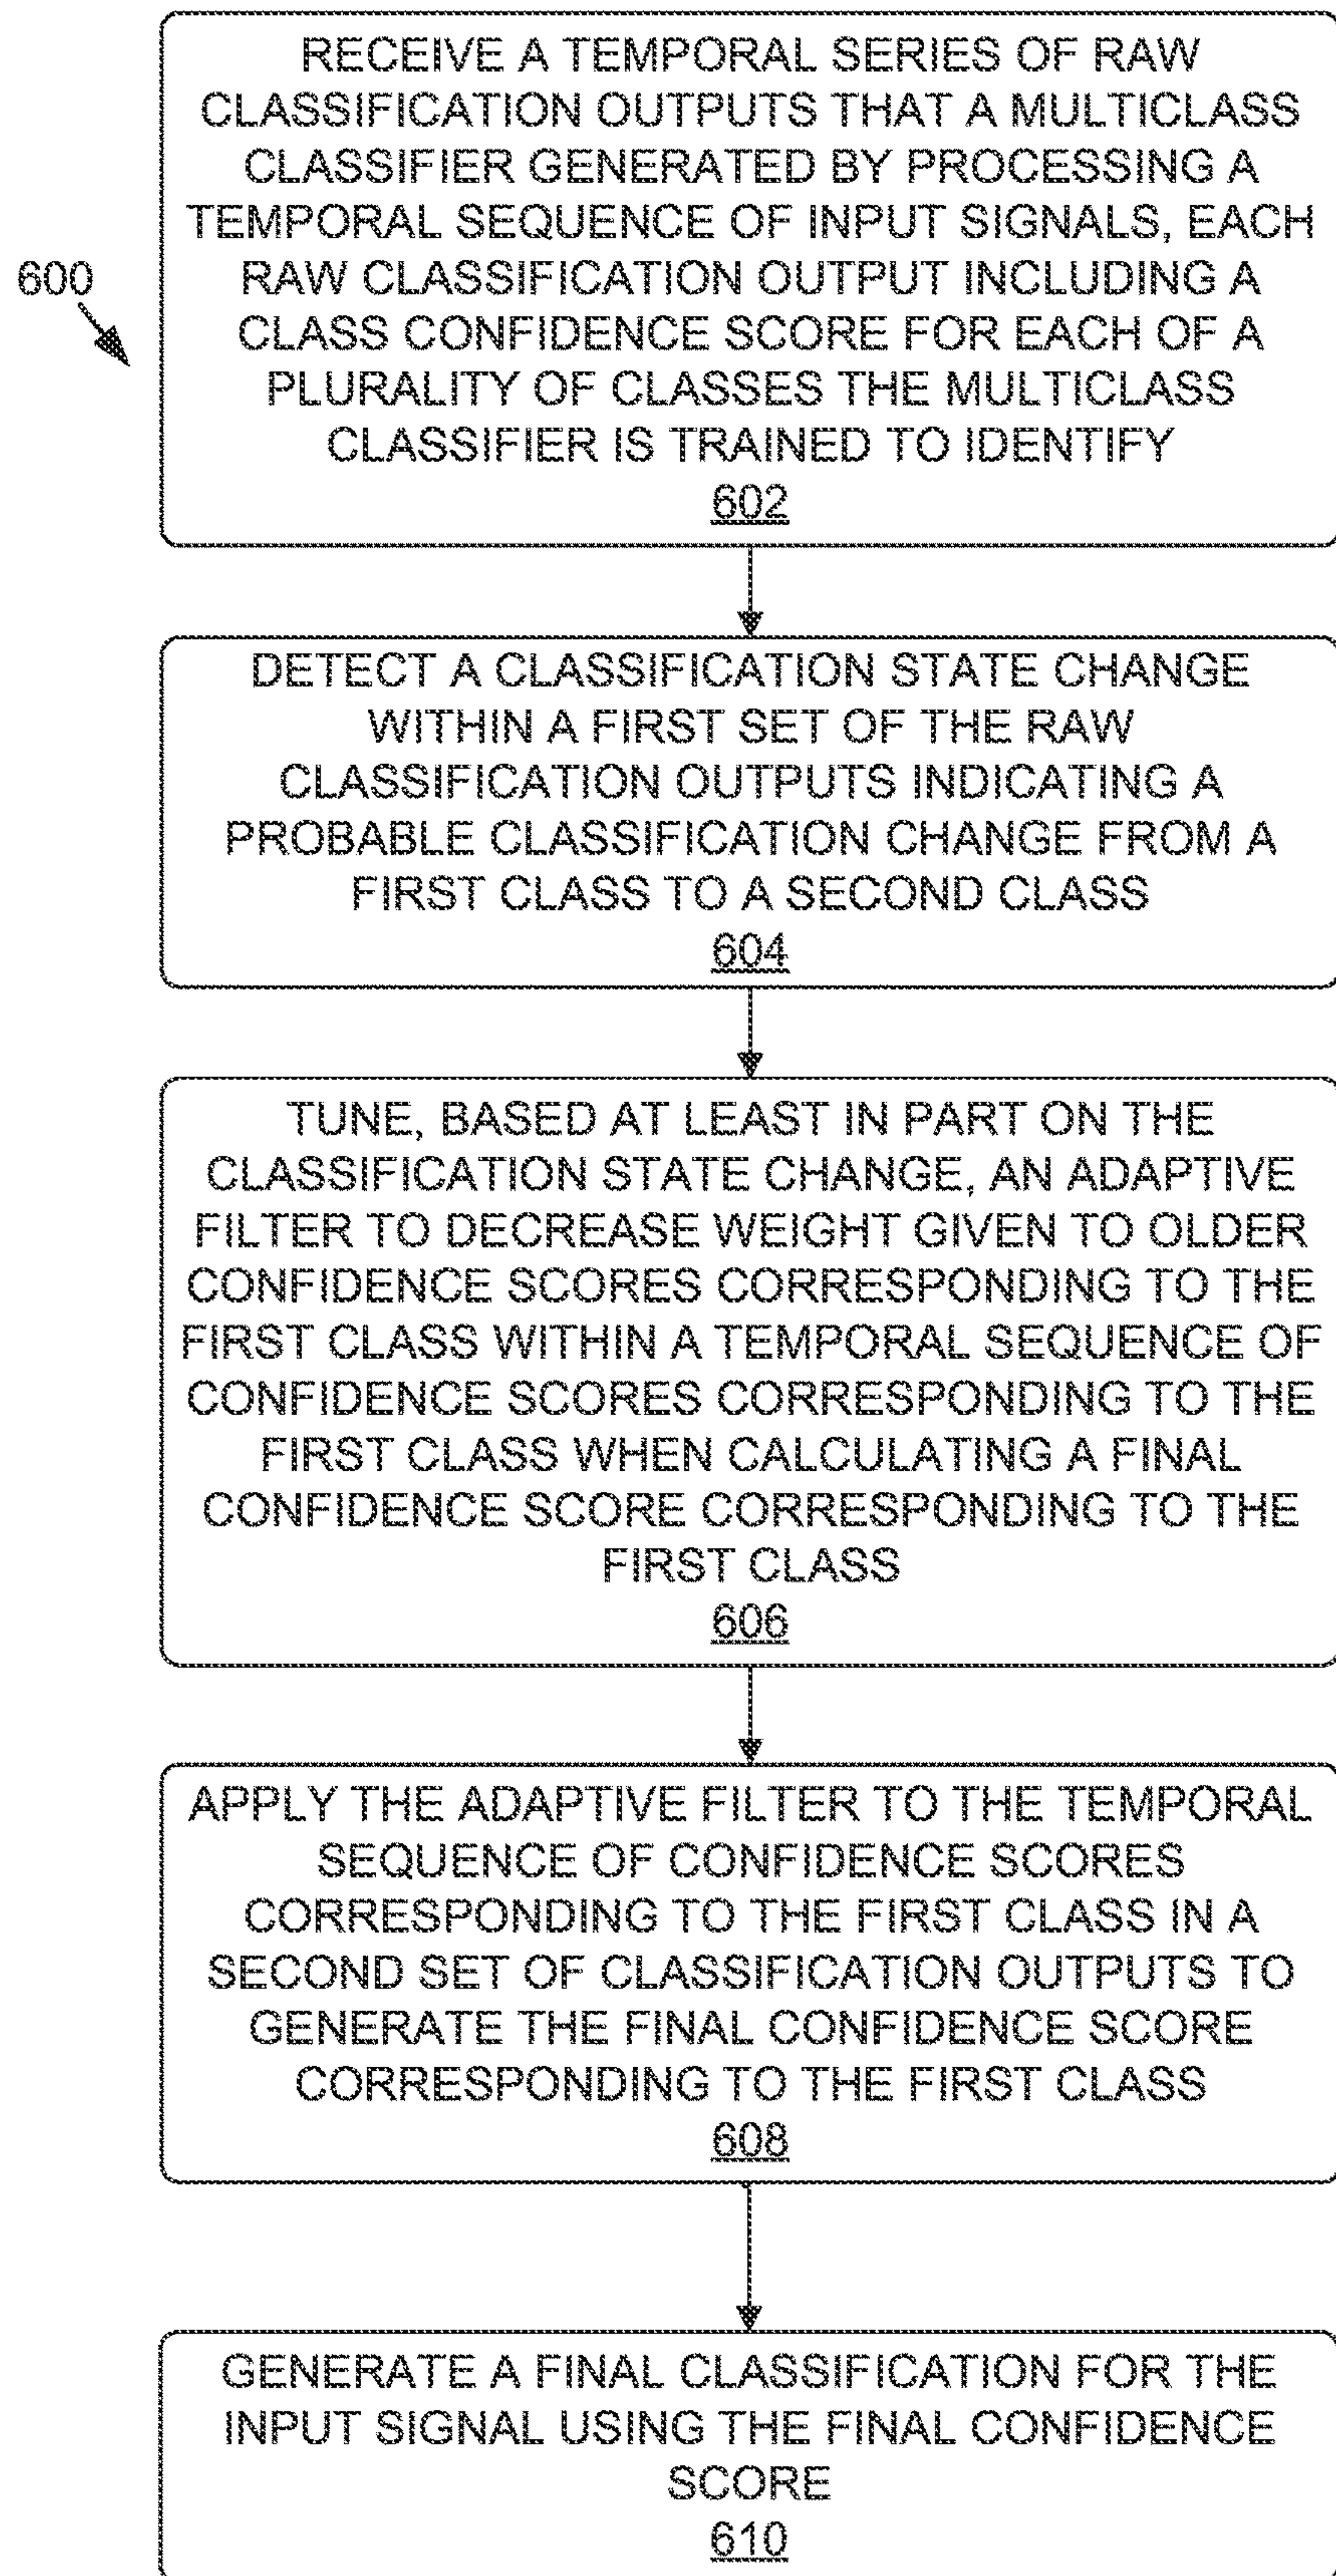 RECEIVE A TEMPORAL SERIES OF RAW
CLASSIFICATION OUTPUTS THAT A MULTICLASS
CLASSIFIER GENERATED BY PROCESSING A
TEMPORAL SEQUENCE OF INPUT SIGNALS, EACH
RAW CLASSIFICATION OUTPUT INCLUDING A
CLASS CONFIDENCE SCORE FOR EACH OF A
PLURALITY OF CLASSES THE MULTICLASS
CLASSIFIER IS TRAINED TO IDENTIFY
602
600
DETECT A CLASSIFICATION STATE CHANGE
WITHIN A FIRST SET OF THE RAW
CLASSIFICATION OUTPUTS INDICATING A
PROBABLE CLASSIFICATION CHANGE FROM A
FIRST CLASS TO A SECOND CLASS
604
TUNE, BASED AT LEAST IN PART ON THE
CLASSIFICATION STATE CHANGE, AN ADAPTIVE
FILTER TO DECREASE WEIGHT GIVEN TO OLDER
CONFIDENCE SCORES CORRESPONDING TO THE
FIRST CLASS WITHIN A TEMPORAL SEQUENCE OF
CONFIDENCE SCORES CORRESPONDING TO THE
FIRST CLASS WHEN CALCULATING A FINAL
CONFIDENCE SCORE CORRESPONDING TO THE
FIRST CLASS
606
APPLY THE ADAPTIVE FILTER TO THE TEMPORAL
SEQUENCE OF CONFIDENCE SCORES
CORRESPONDING TO THE FIRST CLASS IN A
SECOND SET OF CLASSIFICATION OUTPUTS TO
GENERATE THE FINAL CONFIDENCE SCORE
CORRESPONDING TO THE FIRST CLASS
608
GENERATE A FINAL CLASSIFICATION FOR THE
INPUT SIGNAL USING THE FINAL CONFIDENCE
SCORE
610